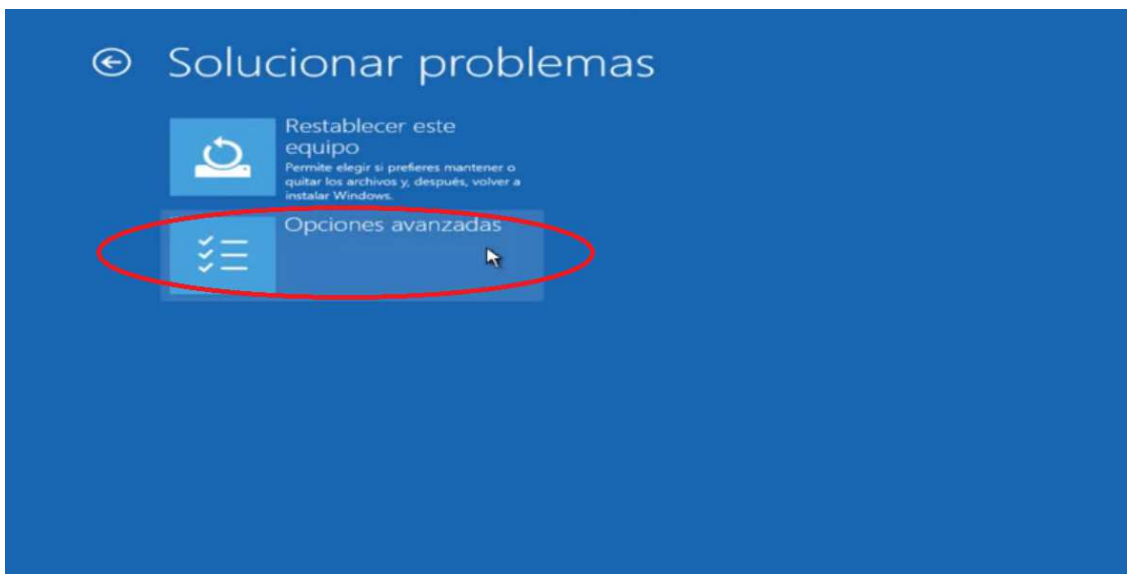 Solucionar problemas
Restablecer este
equipo
Permite elegir si prefieres mantener o
quitar los archivos y, después, volver a
instalar Windows.
Opciones avanzadas